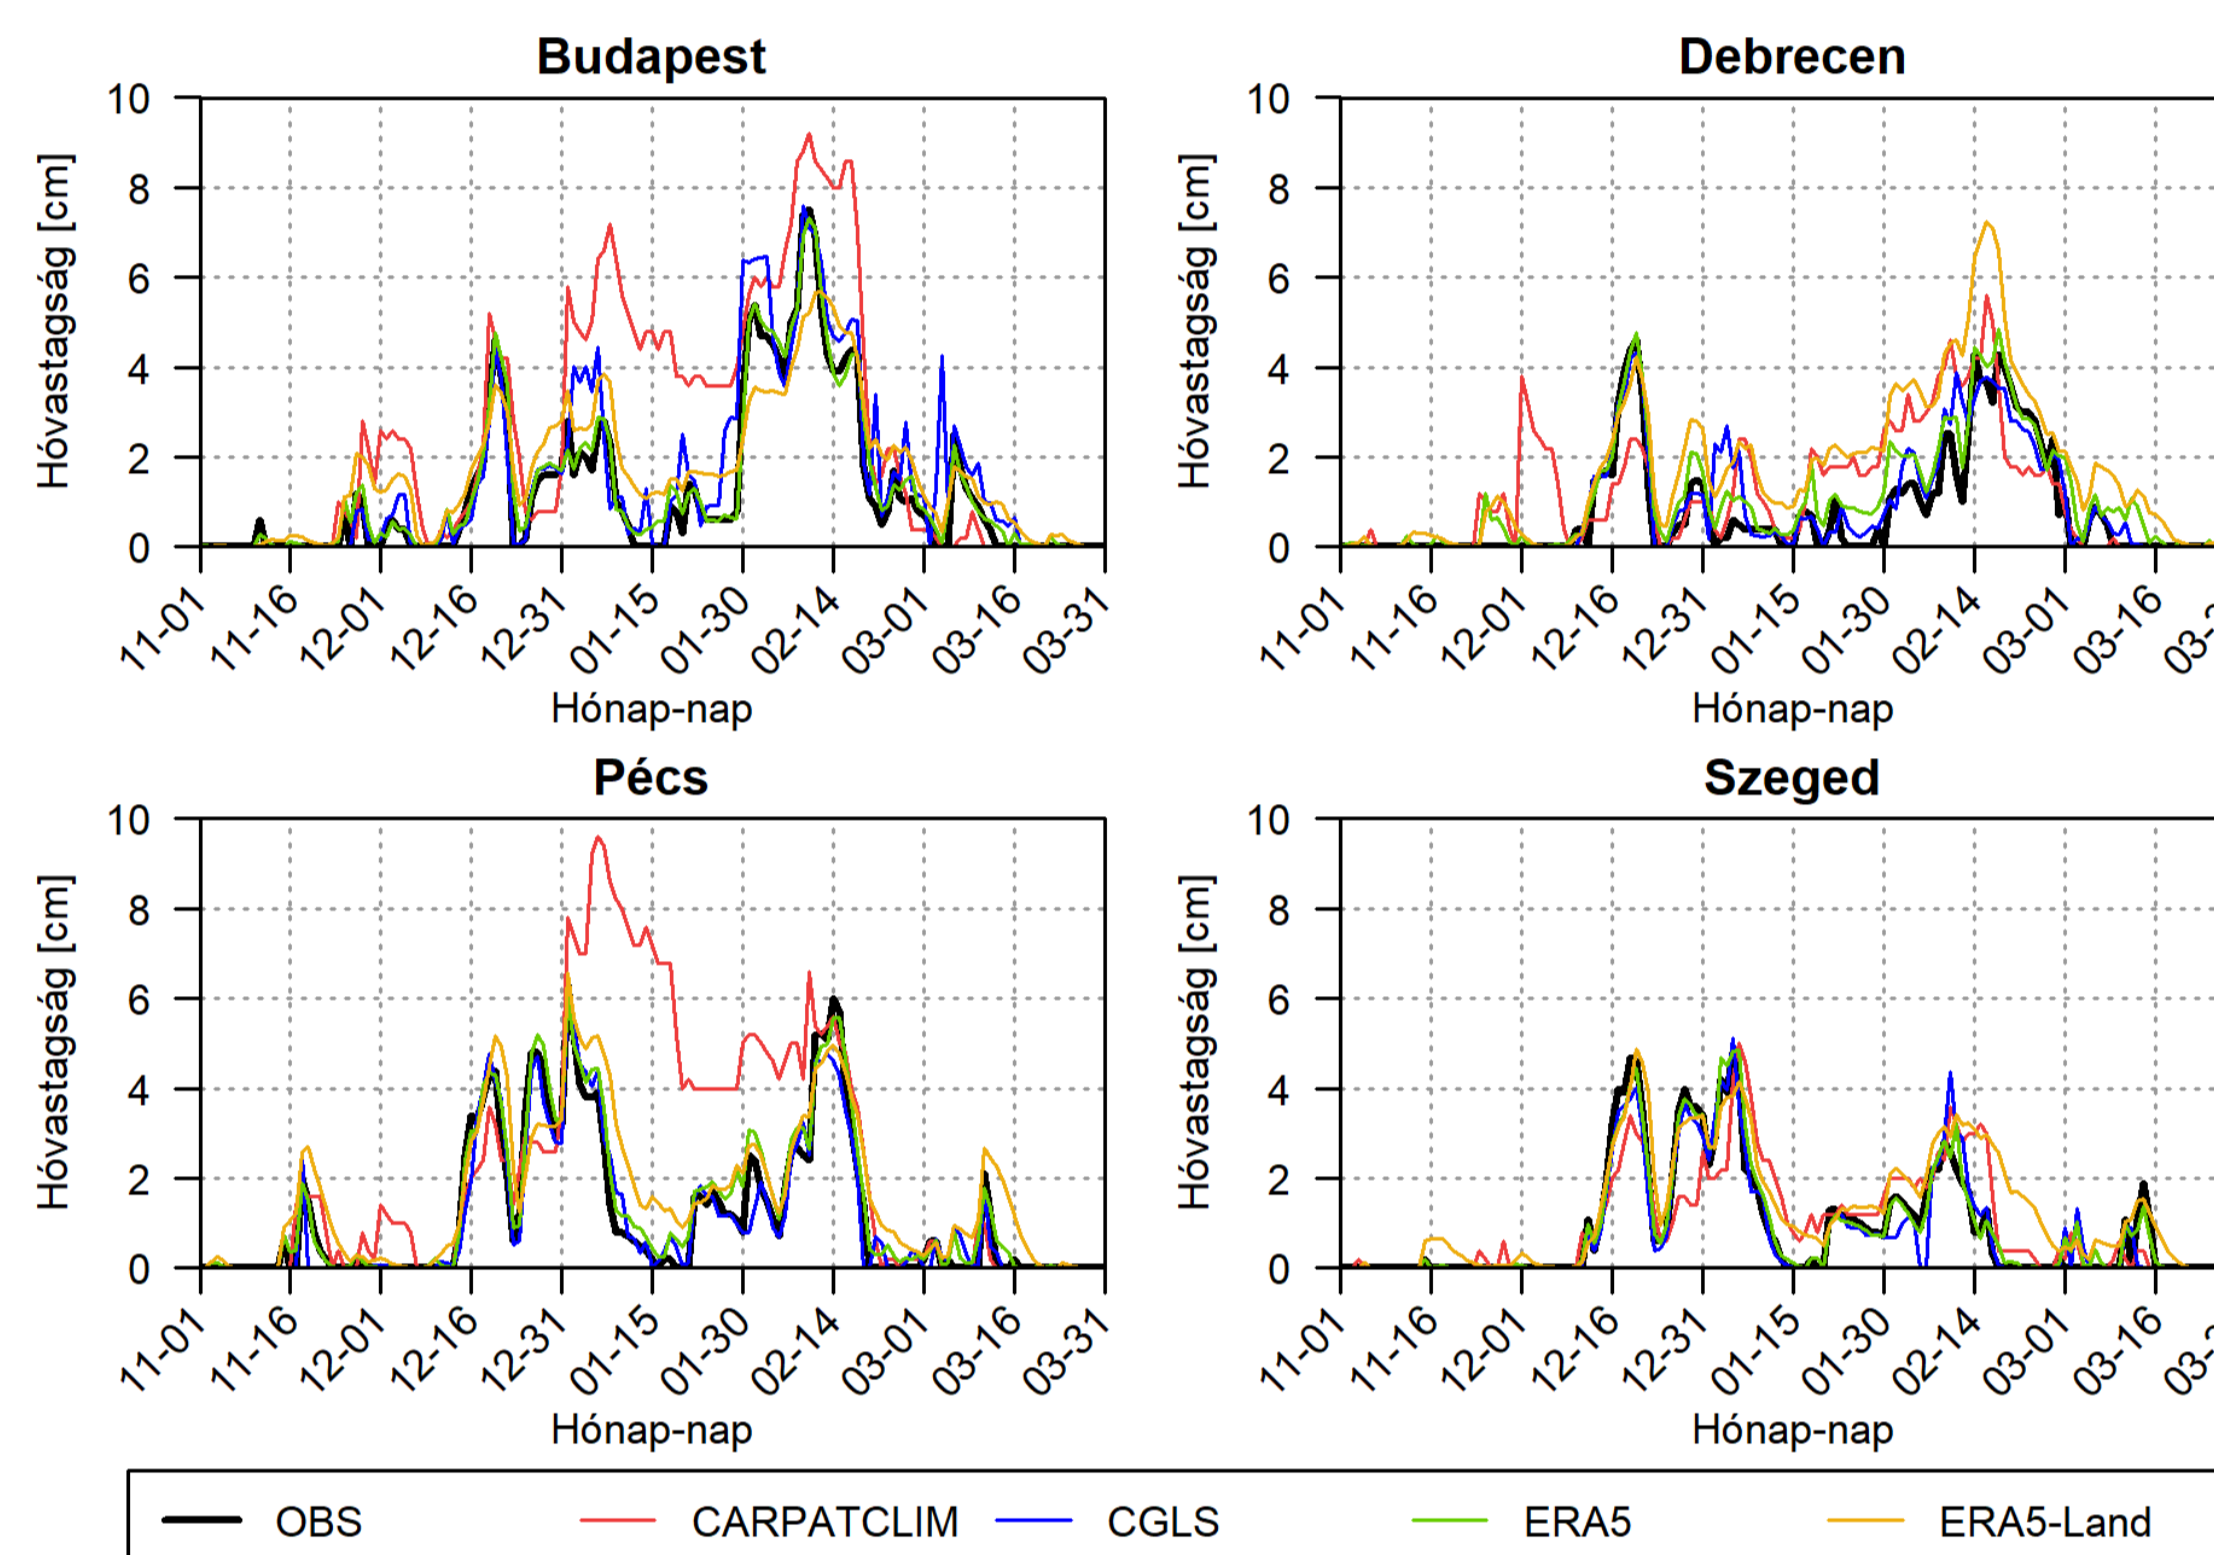 Budapest
10
8
6
4
2
0
Hóvastagság [cm]
11-01 11-16 12-01 12-16 12-31 01-15 01-30 02-14 03-01 03-16 03-31
Hónap-nap
Debrecen
10
8
6
4
2
0
Hóvastagság [cm]
11-01 11-16 12-01 12-16 12-31 01-15 01-30 02-14 03-01 03-16
Hónap-nap
Pécs
10
8
6
4
2
0
Hóvastagság [cm]
11-01 11-16 12-01 12-16 12-31 01-15 01-30 02-14 03-01 03-16 03-31
Hónap-nap
Szeged
10
8
6
4
2
0
Hóvastagság [cm]
11-01 11-16 12-01 12-16 12-31 01-15 01-30 02-14 03-01 03-16
Hónap-nap
OBS CARPATCLIM CGLS ERA5 ERA5-Land